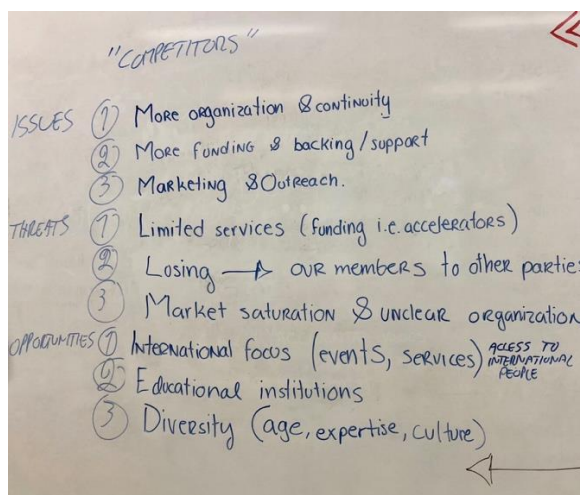 "COMPETITORS"
ISSUES 1 MORE organization & continuity
2 MORE funding & backing/support
3 Marketing & Outreach.
THREATS 1 Limited services (funding i.e. accelerators)
2 Losing → our members to other parties
3 Market saturation & unclear organization
OPPORTUNITIES 1 International focus (events, services) ACCESS TO INTERNATIONAL PEOPLE
2 Educational institutions
3 Diversity (age, expertise, culture)